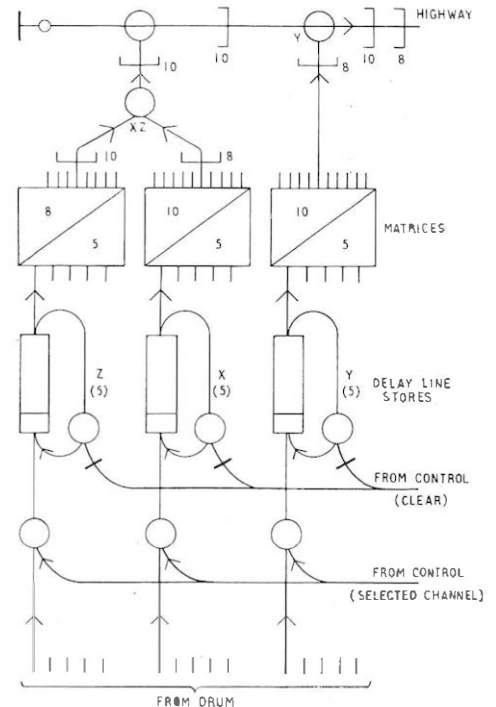 HIGHWAY
Y
10
10
8
10
8
XZ
10
8
8
5
10
5
10
5
MATRICES
Z
(5)
X
(5)
Y
(5)
DELAY LINE
STORES
FROM CONTROL
(CLEAR)
FROM CONTROL
(SELECTED CHANNEL)
FROM DRUM